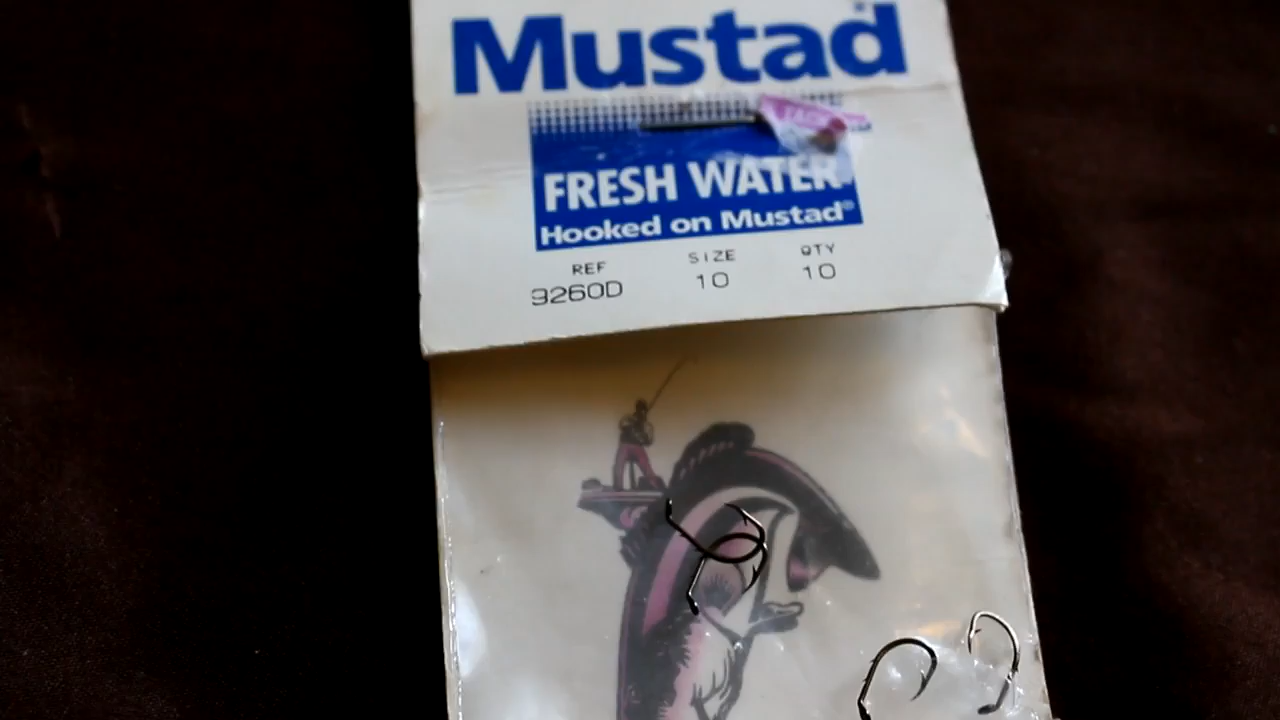 Mustad
FRESH WATER
Hooked on Mustad®
REF SIZE QTY
9260D 10 10